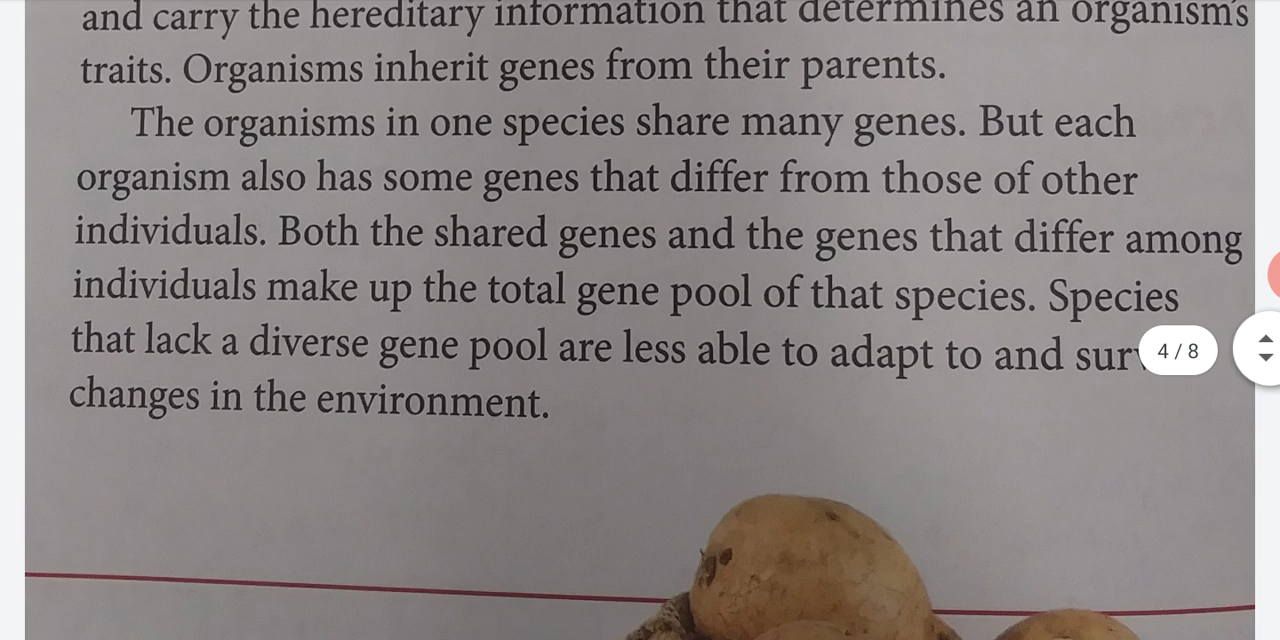 and carry the hereditary information that determines an organism's
traits. Organisms inherit genes from their parents.
The organisms in one species share many genes. But each
organism also has some genes that differ from those of other
individuals. Both the shared genes and the genes that differ among
individuals make up the total gene pool of that species. Species
that lack a diverse gene pool are less able to adapt to and
4 / 8
changes in the environment.